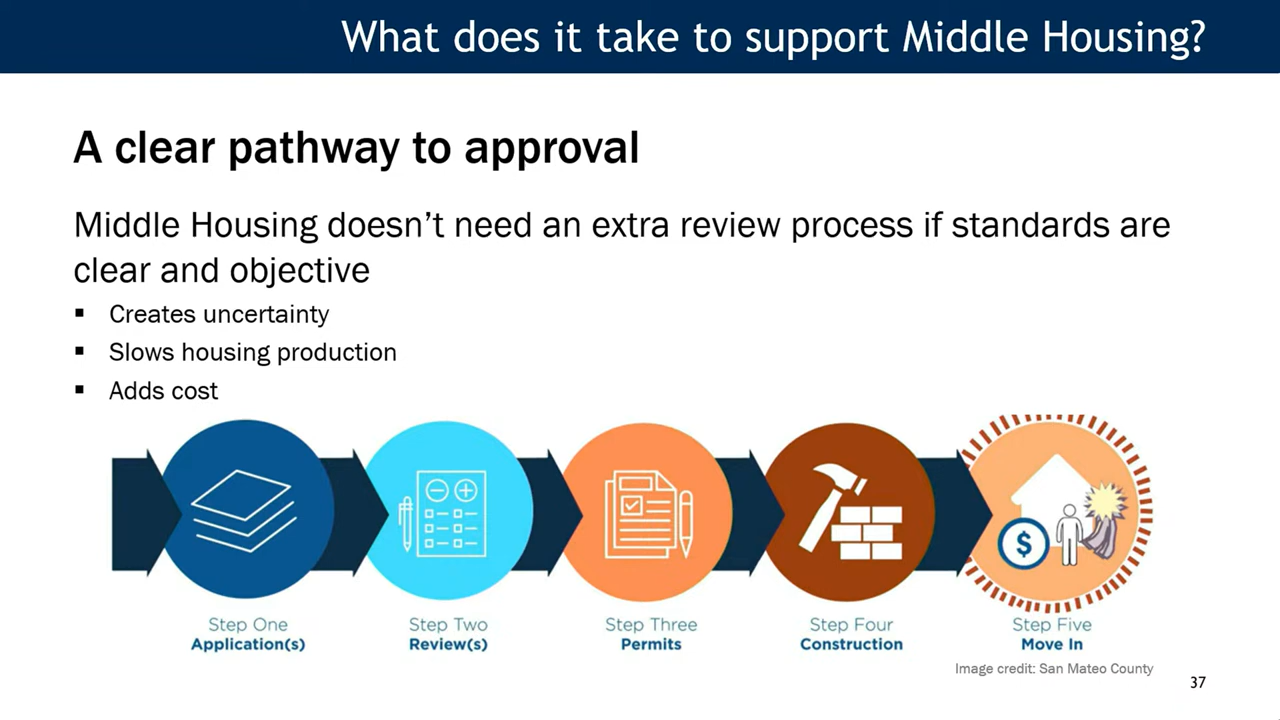 What does it take to support Middle Housing?
A clear pathway to approval
Middle Housing doesn’t need an extra review process if standards are
clear and objective
▪ Creates uncertainty
▪ Slows housing production
▪ Adds cost
$
Step One
Application(s)
Step Two
Review(s)
Step Three
Permits
Step Four
Construction
Step Five
Move In
Image credit: San Mateo County
37